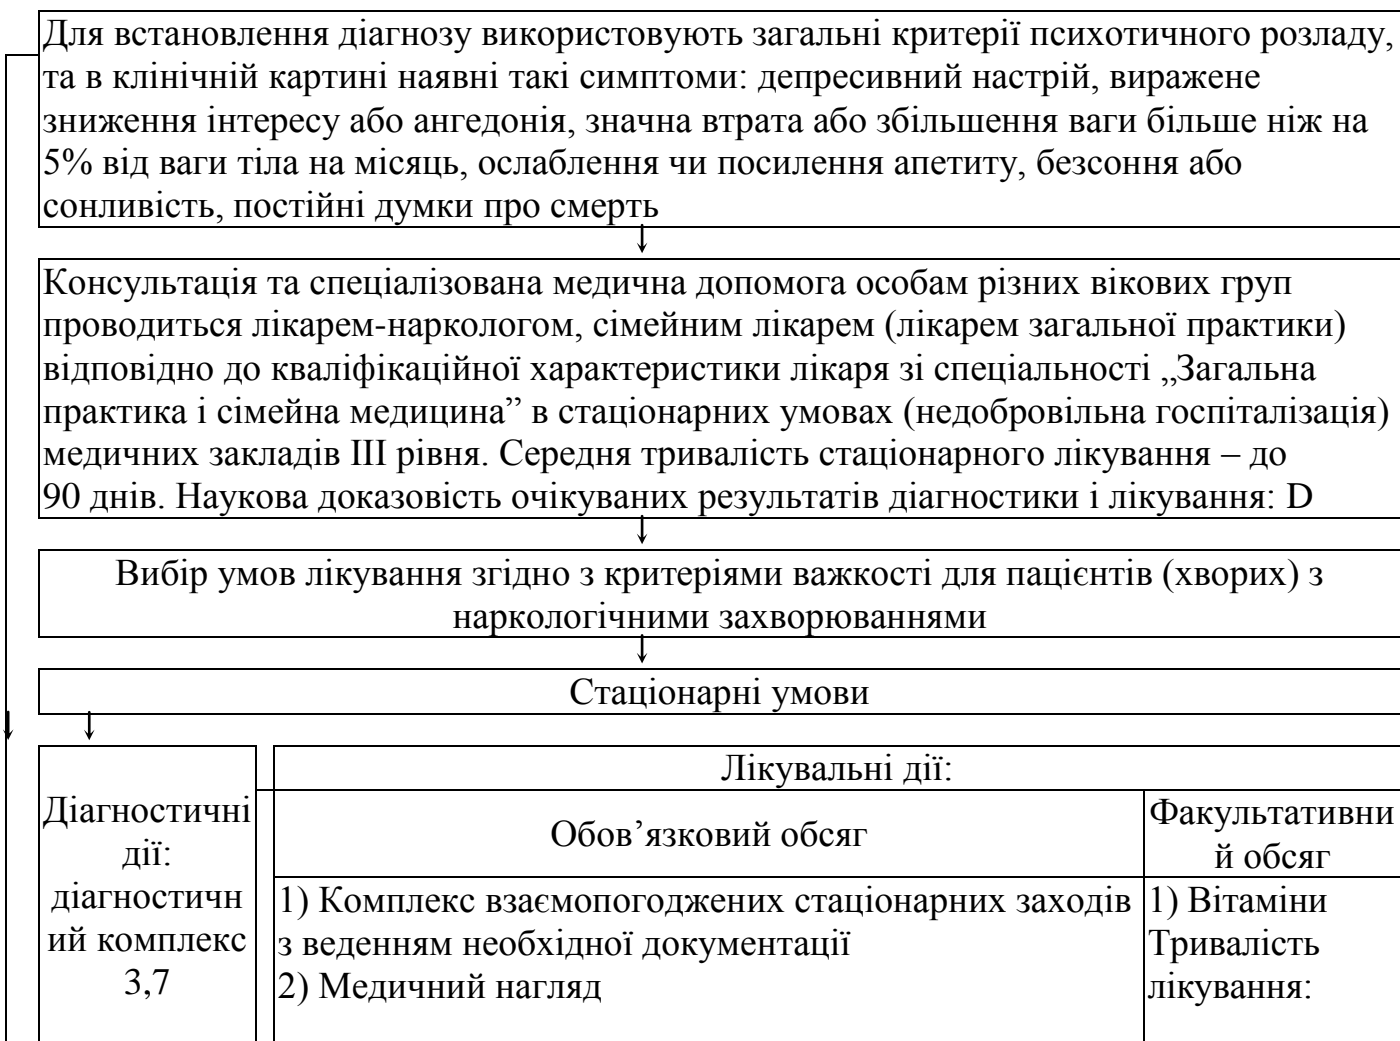 Для встановлення діагнозу використовують загальні критерії психотичного розладу,
та в клінічній картині наявні такі симптоми: депресивний настрій, виражене
зниження інтересу або ангедонія, значна втрата або збільшення ваги більше ніж на
5% від ваги тіла на місяць, ослаблення чи посилення апетиту, безсоння або
сонливість, постійні думки про смерть
Консультація та спеціалізована медична допомога особам різних вікових груп
проводиться лікарем-наркологом, сімейним лікарем (лікарем загальної практики)
відповідно до кваліфікаційної характеристики лікаря зі спеціальності „Загальна
практика і сімейна медицина” в стаціонарних умовах (недобровільна госпіталізація)
медичних закладів III рівня. Середня тривалість стаціонарного лікування – до
90 днів. Наукова доказовість очікуваних результатів діагностики і лікування: D
Вибір умов лікування згідно з критеріями важкості для пацієнтів (хворих) з
наркологічними захворюваннями
Стаціонарні умови
Діагностичні
дії:
діагностичн
ий комплекс
3,7
Лікувальні дії:
Обов’язковий обсяг
Факультативни
й обсяг
1) Комплекс взаємопогоджених стаціонарних заходів
з веденням необхідної документації
2) Медичний нагляд
1) Вітаміни
Тривалість
лікування: